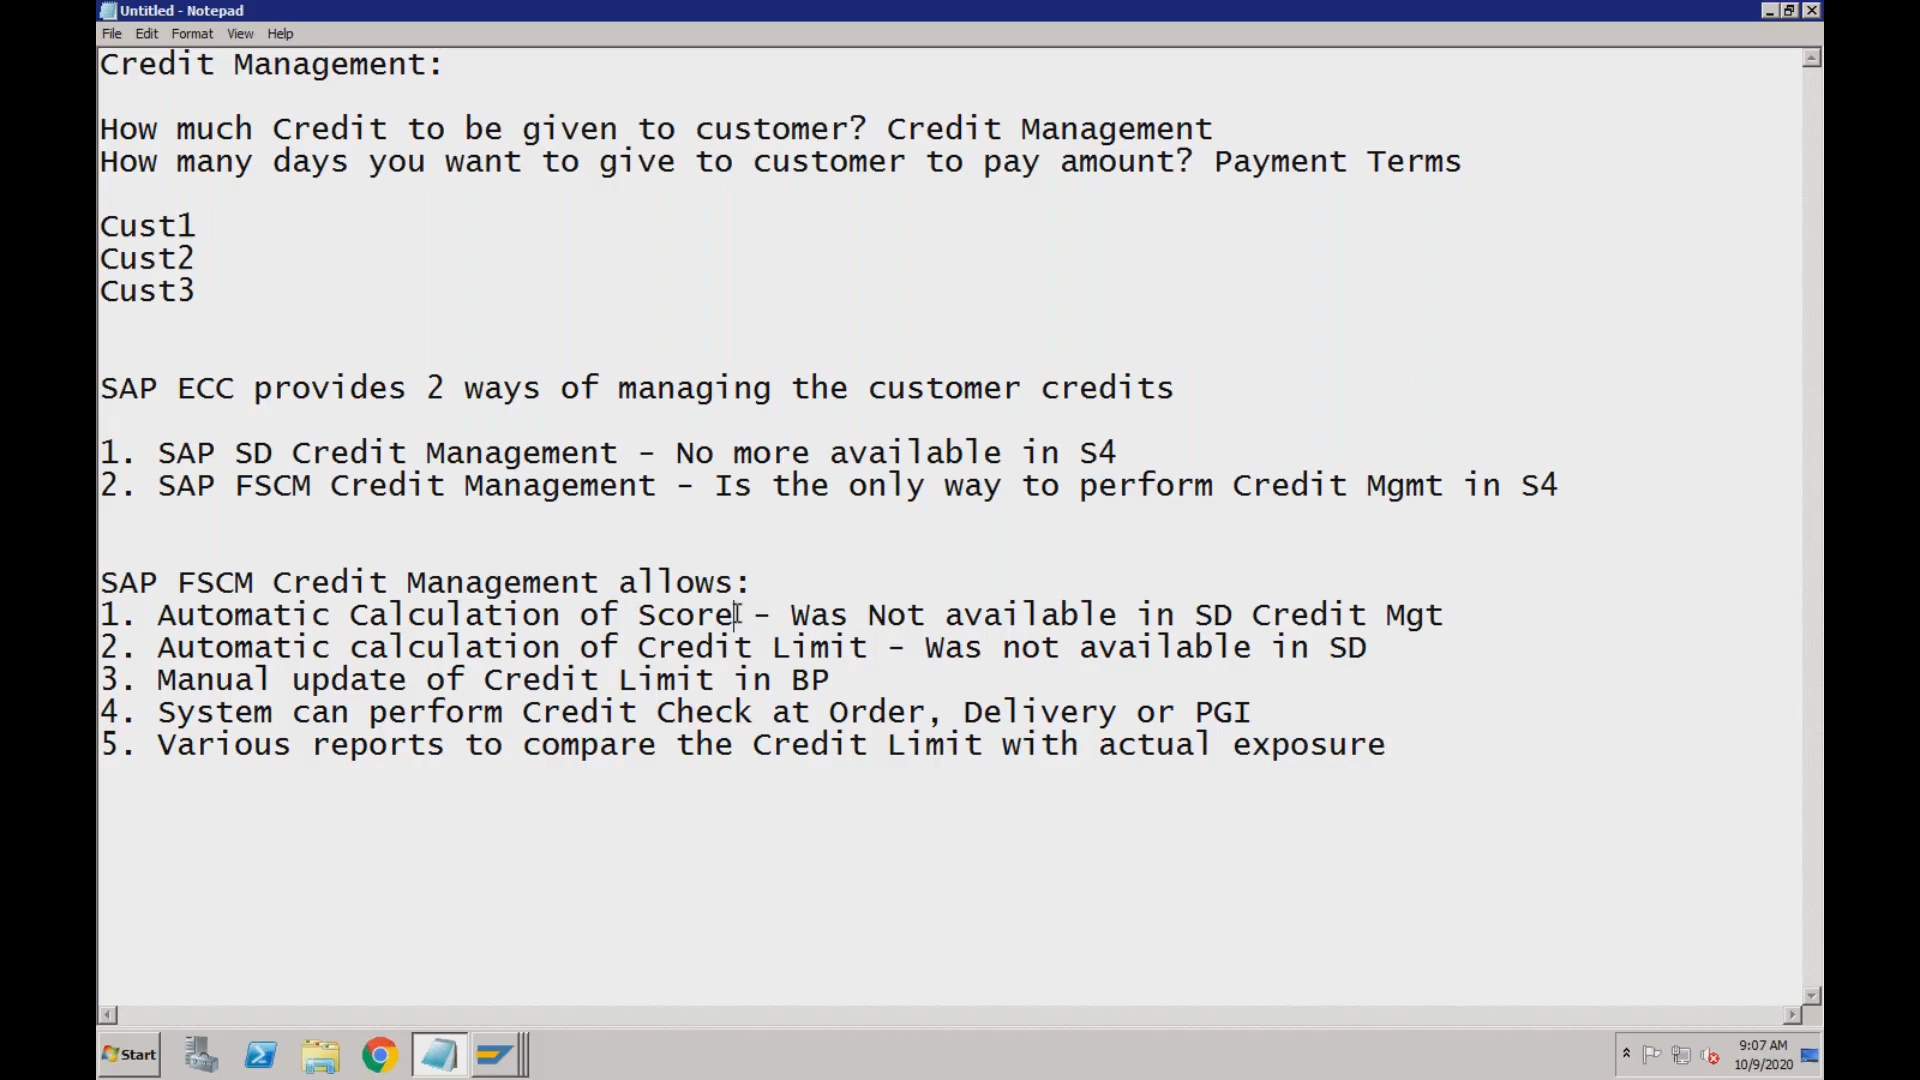 Untitled - Notepad
File Edit Format View Help
Credit Management:
How much Credit to be given to customer? Credit Management
How many days you want to give to customer to pay amount? Payment Terms
Cust1
Cust2
Cust3
SAP ECC provides 2 ways of managing the customer credits
1. SAP SD Credit Management - No more available in S4
2. SAP FSCM Credit Management - Is the only way to perform Credit Mgmt in S4
SAP FSCM Credit Management allows:
1. Automatic Calculation of Score - Was Not available in SD Credit Mgt
2. Automatic calculation of Credit Limit - Was not available in SD
3. Manual update of Credit Limit in BP
4. System can perform Credit Check at Order, Delivery or PGI
5. Various reports to compare the Credit Limit with actual exposure
Start
9:07 AM
10/9/2020